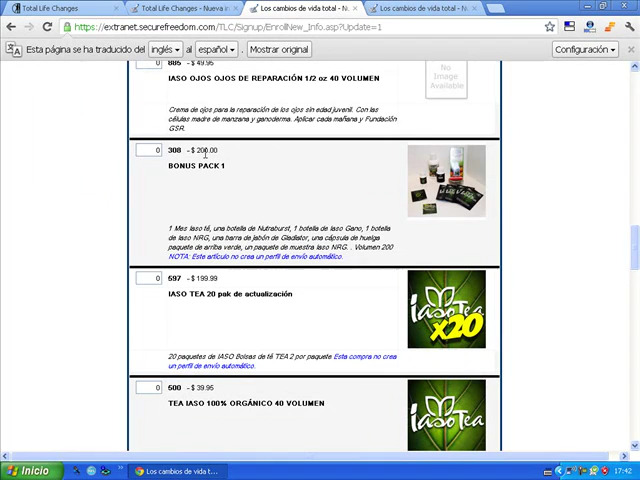 Total Life Changes
Total Life Changes - Nueva in
Los cambios de vida total - N
Los cambios de vida total - N
https://extranet.securefreedom.com/TLC/Signup/EnrollNew_Info.asp?Update=1
Esta página se ha traducido del inglés al español . Mostrar original Configuración
0 885 - $ 49.95
IASO OJOS OJOS DE REPARACIÓN 1/2 oz 40 VOLUMEN
No
Image
Available
Crema de ojos para la reparación de los ojos sin edad juvenil. Con las
células madre de manzana y ganoderma. Aplicar cada mañana y Fundación
GSR.
0 308 - $ 200.00
BONUS PACK 1
1 Mes Iaso té, una botella de Nutraburst, 1 botella de Iaso Gano, 1 botella
de Iaso NRG, una barra de jabón de Gladiator, una cápsula de huelga
paquete de arriba verde, un paquete de muestra Iaso NRG. . Volumen 200
NOTA: Este artículo no crea un perfil de envío automático.
0 597 - $ 199.99
IASO TEA 20 pak de actualización
iasoTea
x20
20 paquetes de IASO Bolsas de té TEA 2 por paquete Esta compra no crea
un perfil de envío automático.
0 500 - $ 39.95
TEA IASO 100% ORGÁNICO 40 VOLUMEN
iasoTea
Inicio
Los cambios de vida t...
17:42